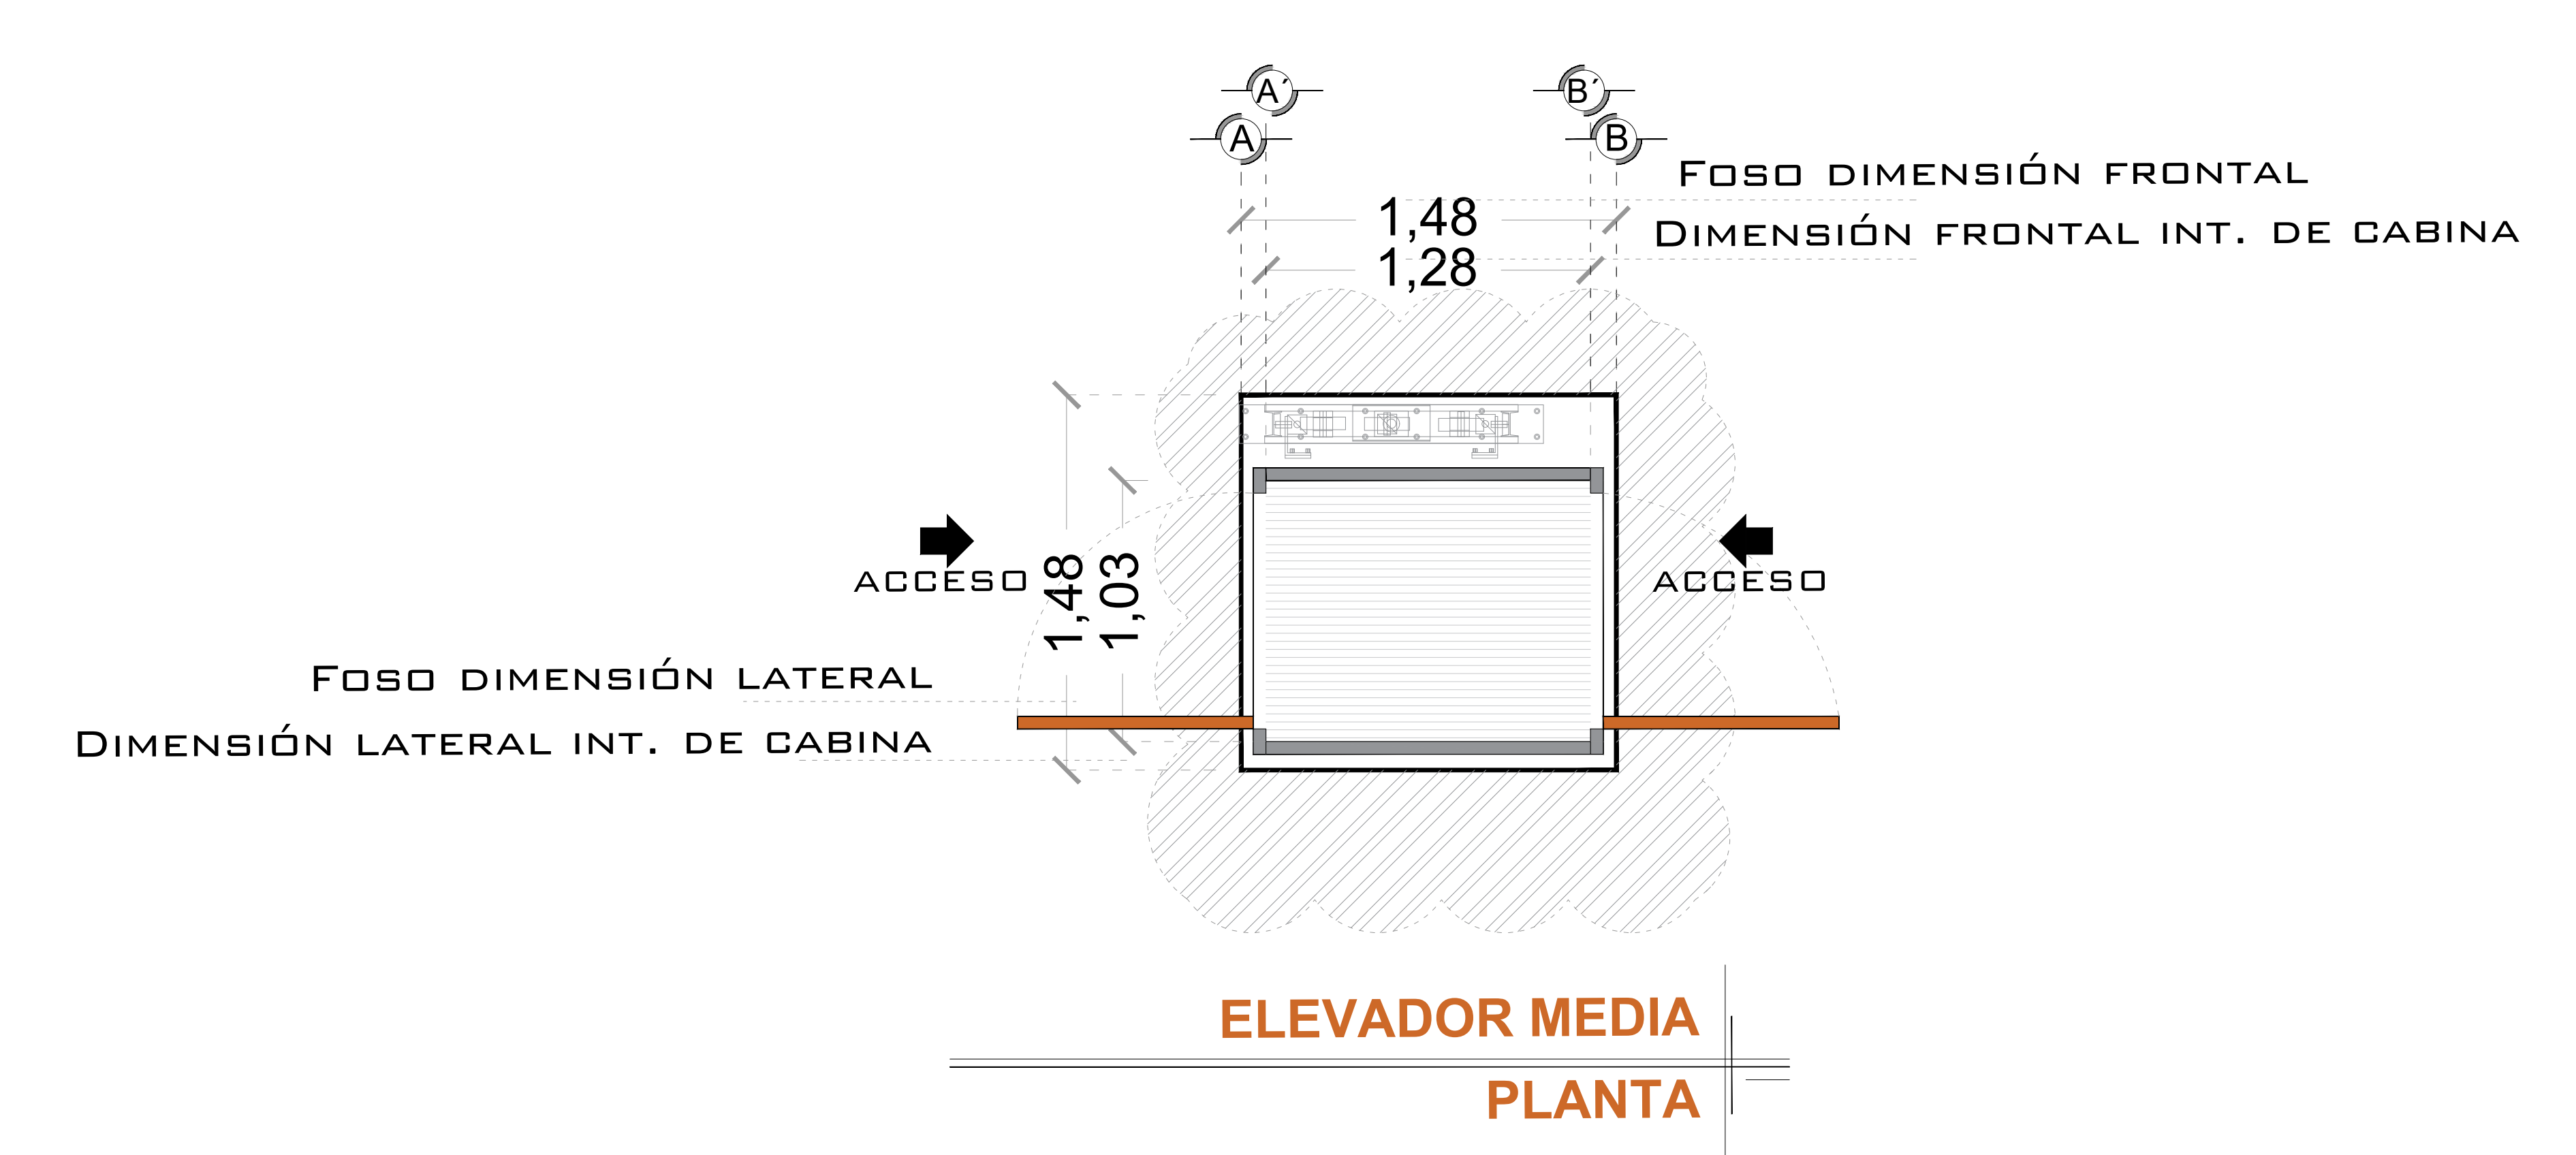 A´
B´
A
B
Foso dimensión frontal
1,48
Dimensión frontal int. de cabina
1,28
acceso
acceso
1,48
1,03
Foso dimensión lateral
Dimensión lateral int. de cabina
ELEVADOR MEDIA
PLANTA